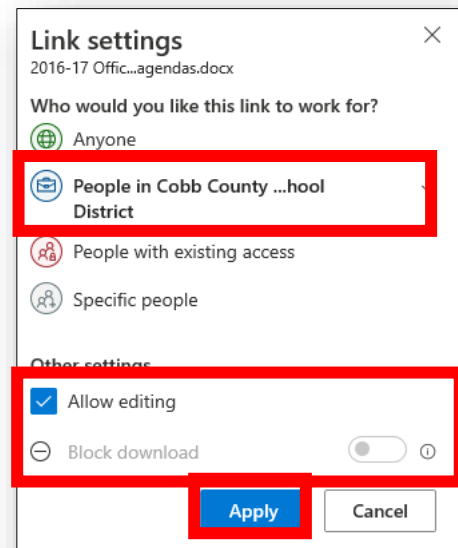 Link settings
2016-17 Offic...agendas.docx
Who would you like this link to work for?
Anyone
People in Cobb County ...hool
District
People with existing access
Specific people
Other settings
Allow editing
Block download
Apply
Cancel